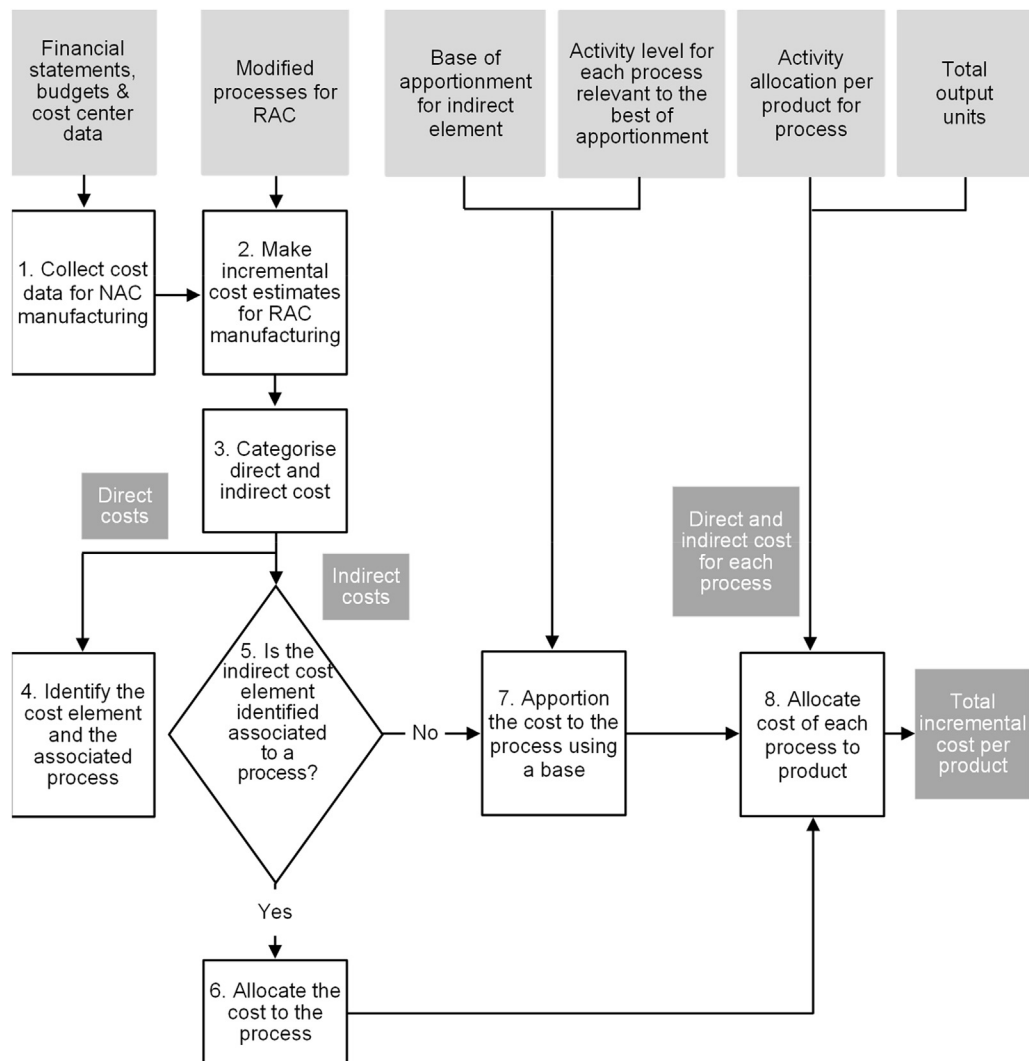 Financial
statements,
budgets &
cost center
data
Modified
processes for
RAC
Base of
apportionment
for indirect
element
Activity level for
each process
relevant to the
best of
apportionment
Activity
allocation per
product for
process
Total
output
units
1. Collect cost
data for NAC
manufacturing
2. Make
incremental
cost estimates
for RAC
manufacturing
3. Categorise
direct and
indirect cost
Direct
costs
Indirect
costs
Direct and
indirect cost
for each
process
4. Identify the
cost element
and the
associated
process
5. Is the
indirect cost
element
identified
associated
to a
process?
No
7. Apportion
the cost to the
process using
a base
8. Allocate
cost of each
process to
product
Total
incremental
cost per
product
Yes
6. Allocate the
cost to the
process